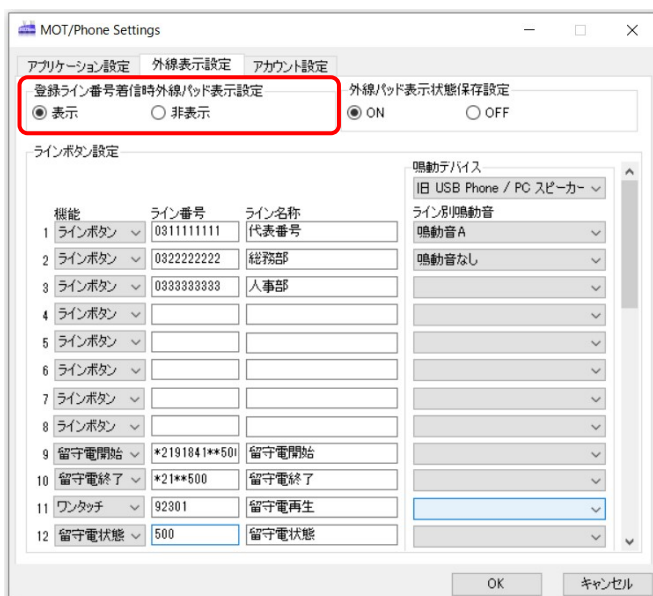 MOT/Phone Settings
アプリケーション設定 外線表示設定 アカウント設定
登録ライン番号着信時外線パッド表示設定 外線パッド表示状態保存設定
表示 非表示 ON OFF
ラインボタン設定
鳴動デバイス
旧 USB Phone / PC スピーカー
機能 ライン番号 ライン名称 ライン別鳴動音
1 ラインボタン 0311111111 代表番号 鳴動音A
2 ラインボタン 0322222222 総務部 鳴動音なし
3 ラインボタン 0333333333 人事部
4 ラインボタン
5 ラインボタン
6 ラインボタン
7 ラインボタン
8 ラインボタン
9 留守電開始 *2191841**50 留守電開始
10 留守電終了 *21**500 留守電終了
11 ワンタッチ 92301 留守電再生
12 留守電状態 500 留守電状態
OK キャンセル